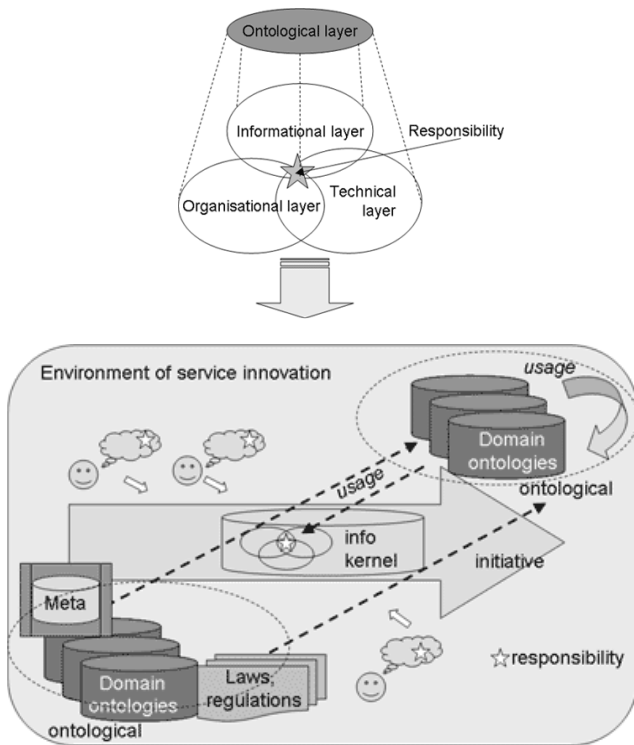 Ontological layer
Informational layer
Responsibility
Organisational layer
Technical
layer
Environment of service innovation
usage
Domain
ontologies
ontological
usage
info
kernel
initiative
Meta
Domain
ontologies
Laws,
regulations
responsibility
ontological